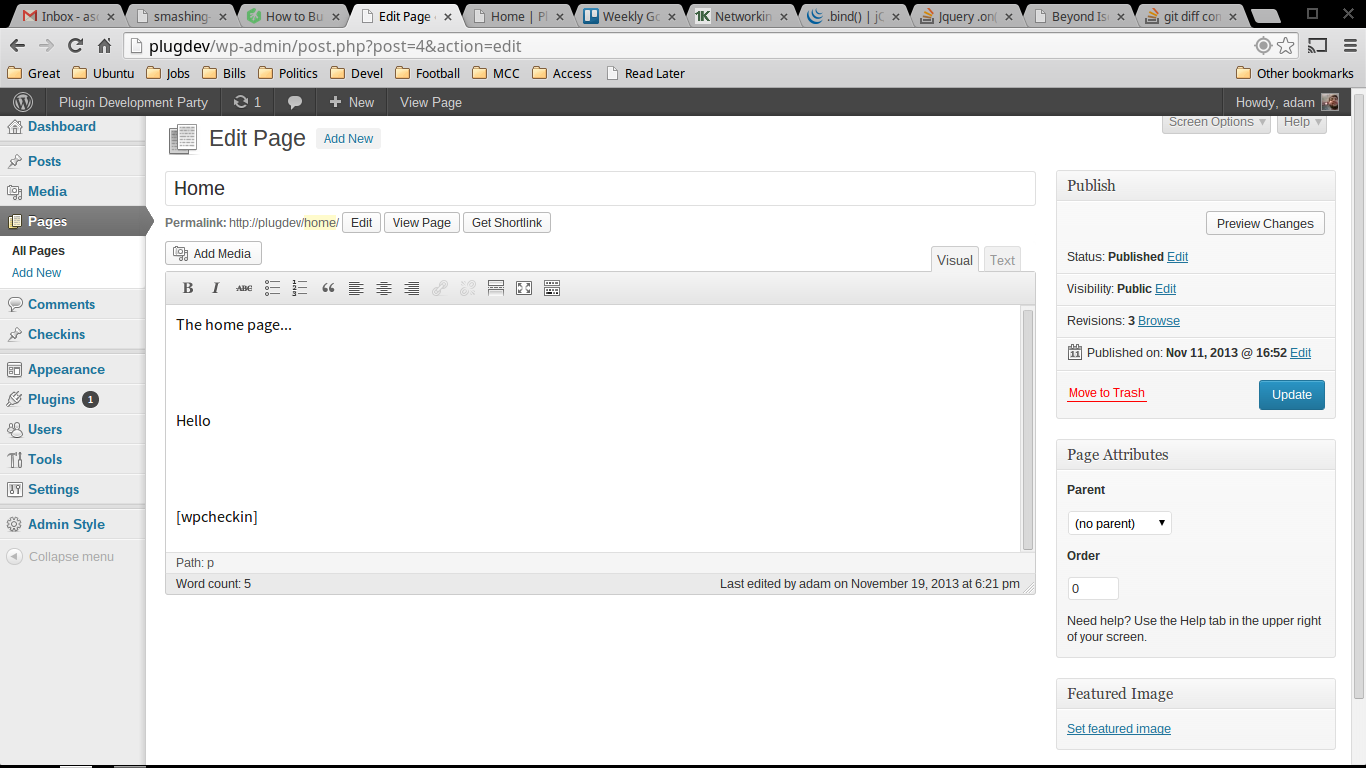 Inbox - as
smashing-
How to Bu
Edit Page
Home | Pl
Weekly Go
Networkin
.bind() | jQ
Jquery .on(
Beyond Iso
git diff con
plugdev/wp-admin/post.php?post=4&action=edit
Great Ubuntu Jobs Bills Politics Devel Football MCC Access Read Later Other bookmarks
Plugin Development Party 1 New View Page Howdy, adam
Dashboard
Posts
Media
Pages
All Pages
Add New
Comments
Checkins
Appearance
Plugins 1
Users
Tools
Settings
Admin Style
Collapse menu
Screen Options Help
Edit Page Add New
Home
Permalink: http://plugdev/home/ Edit View Page Get Shortlink
Add Media
Visual Text
B I ABC
The home page...
Hello
[wpcheckin]
Path: p
Word count: 5 Last edited by adam on November 19, 2013 at 6:21 pm
Publish
Preview Changes
Status: Published Edit
Visibility: Public Edit
Revisions: 3 Browse
Published on: Nov 11, 2013 @ 16:52 Edit
Move to Trash Update
Page Attributes
Parent
(no parent)
Order
0
Need help? Use the Help tab in the upper right
of your screen.
Featured Image
Set featured image